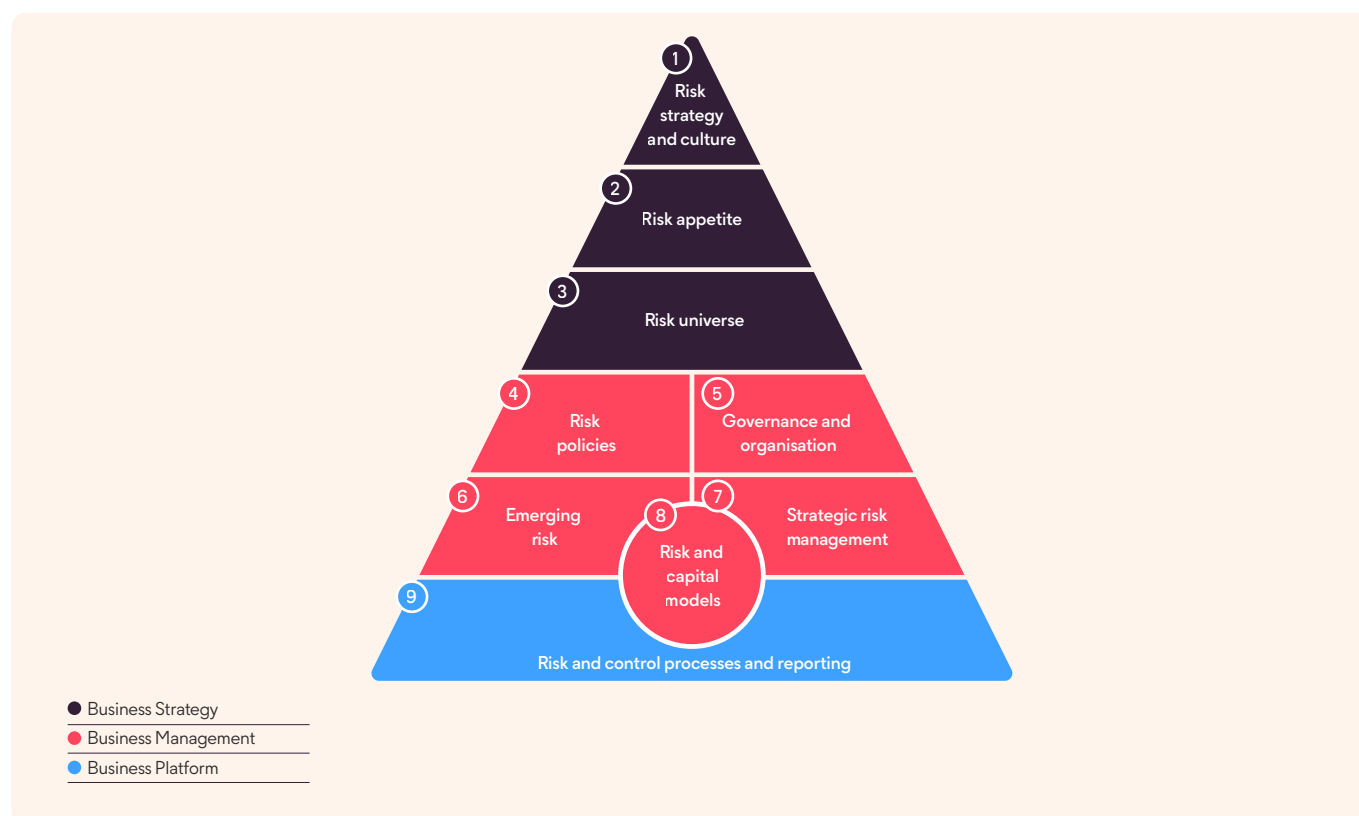 1
Risk
strategy
and culture
2
Risk appetite
3
Risk universe
4
Risk
policies
5
Governance and
organisation
6
Emerging
risk
7
Strategic risk
management
8
Risk and
capital
models
9
Risk and control processes and reporting
Business Strategy
Business Management
Business Platform